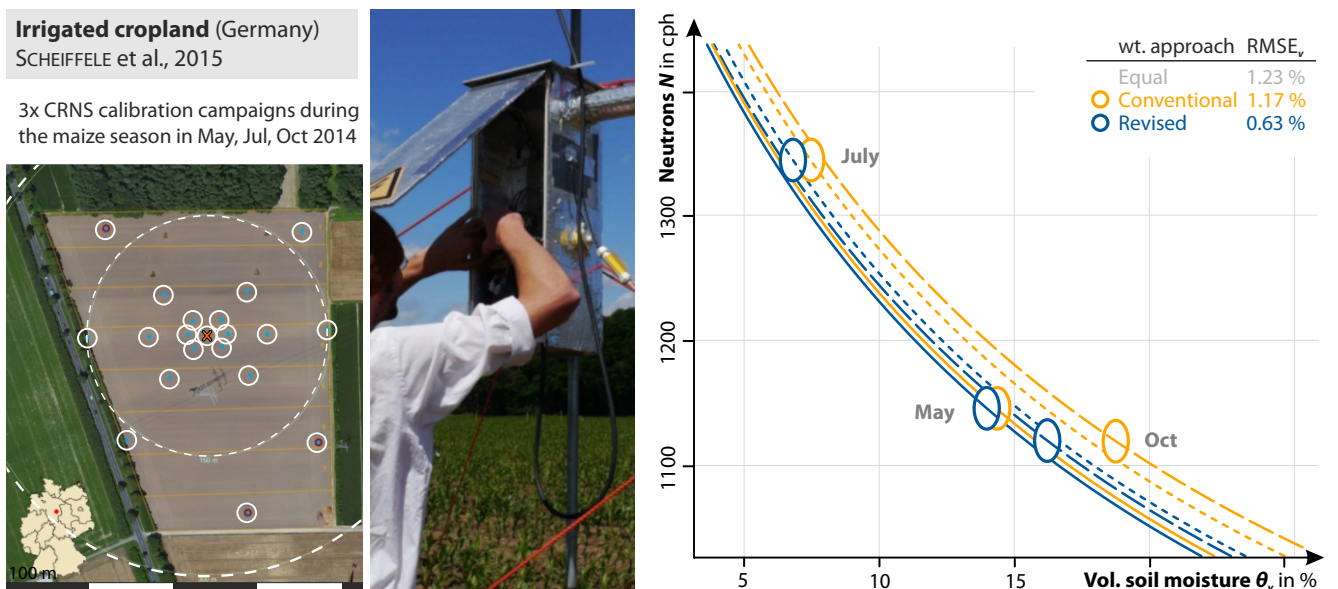 Irrigated cropland (Germany)
SCHEIFFELE et al., 2015
3x CRNS calibration campaigns during
the maize season in May, Jul, Oct 2014
150 m
100 m
Neutrons N in cph
1300
1200
1100
wt. approach RMSEᵥ
Equal 1.23 %
Conventional 1.17 %
Revised 0.63 %
July
May
Oct
5 10 15 Vol. soil moisture θᵥ in %